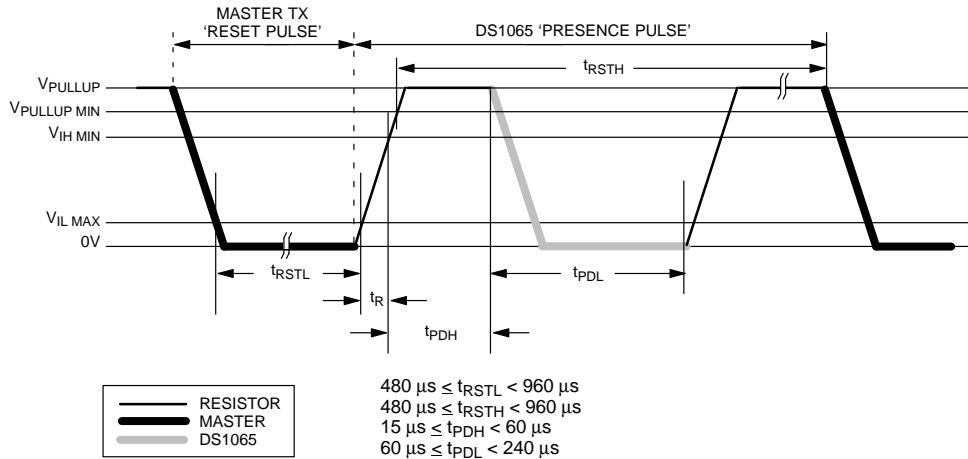 MASTER TX
'RESET PULSE'
DS1065 'PRESENCE PULSE'
tRSTH
VPULLUP
VPULLUP MIN
VIH MIN
VIL MAX
0V
tRSTL
tR
tPDL
tPDH
RESISTOR
MASTER
DS1065
480 µs ≤ tRSTL < 960 µs
480 µs ≤ tRSTH < 960 µs
15 µs ≤ tPDH < 60 µs
60 µs ≤ tPDL < 240 µs